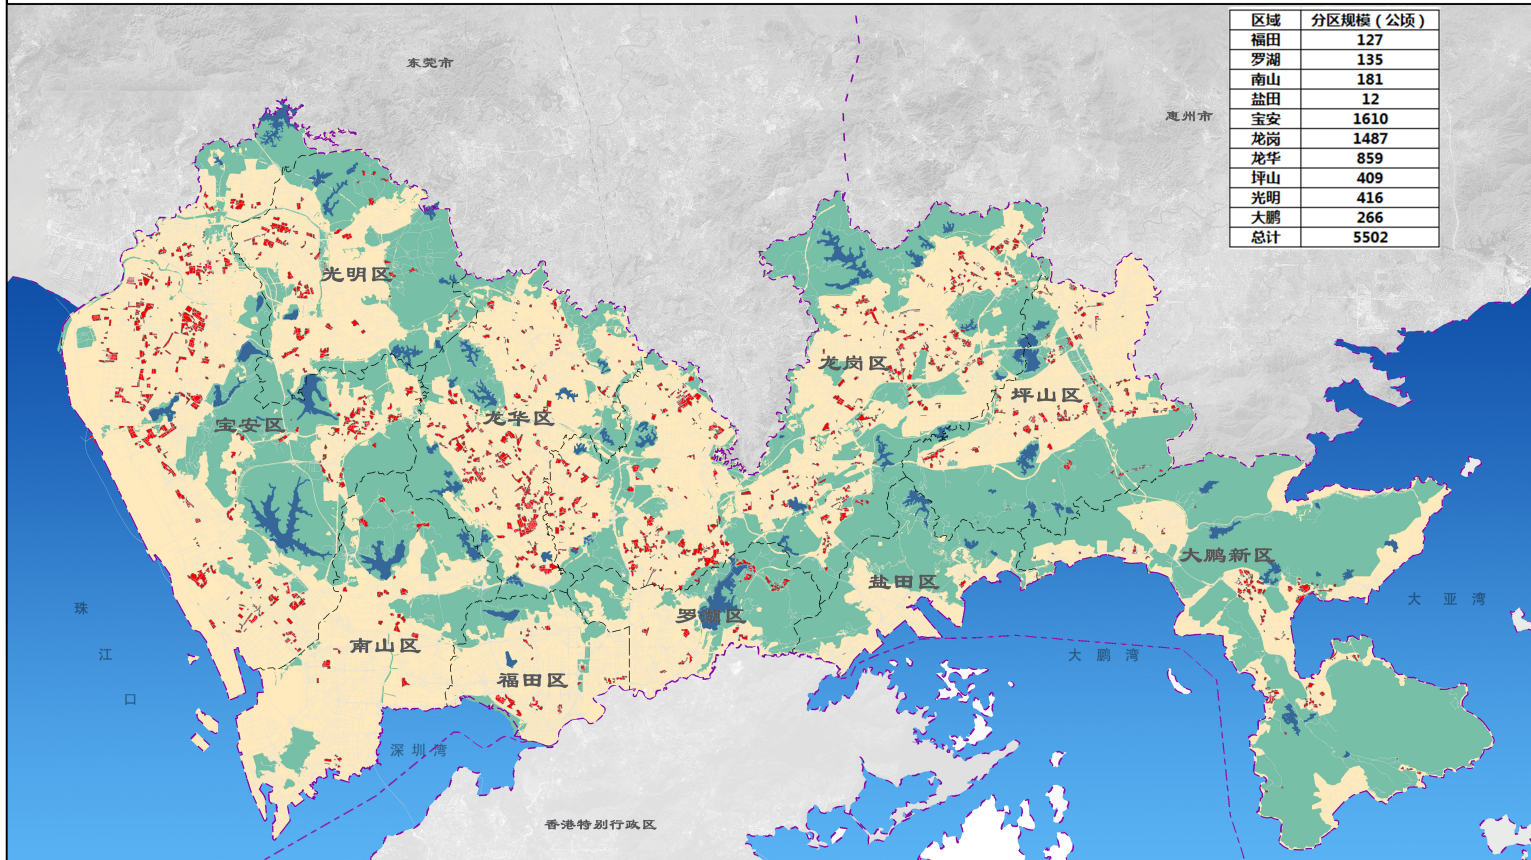 区域 分区规模（公顷）
福田 127
罗湖 135
南山 181
盐田 12
宝安 1610
龙岗 1487
龙华 859
坪山 409
光明 416
大鹏 266
总计 5502
东莞市
惠州市
光明区
龙岗区
坪山区
宝安区
龙华区
大鹏新区
盐田区
大亚湾
珠江口
罗湖区
南山区
大鹏湾
福田区
深圳湾
香港特别行政区